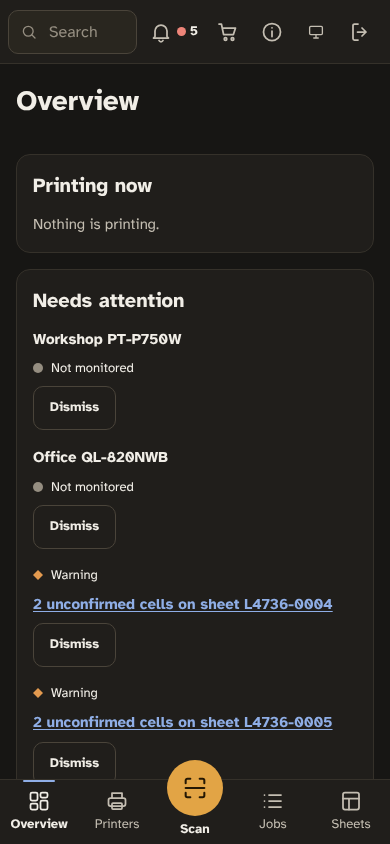 Search
5
Overview
Printing now
Nothing is printing.
Needs attention
Workshop PT-P750W
Not monitored
Dismiss
Office QL-820NWB
Not monitored
Dismiss
Warning
2 unconfirmed cells on sheet L4736-0004
Dismiss
Warning
2 unconfirmed cells on sheet L4736-0005
Dismiss
Overview
Printers
Scan
Jobs
Sheets